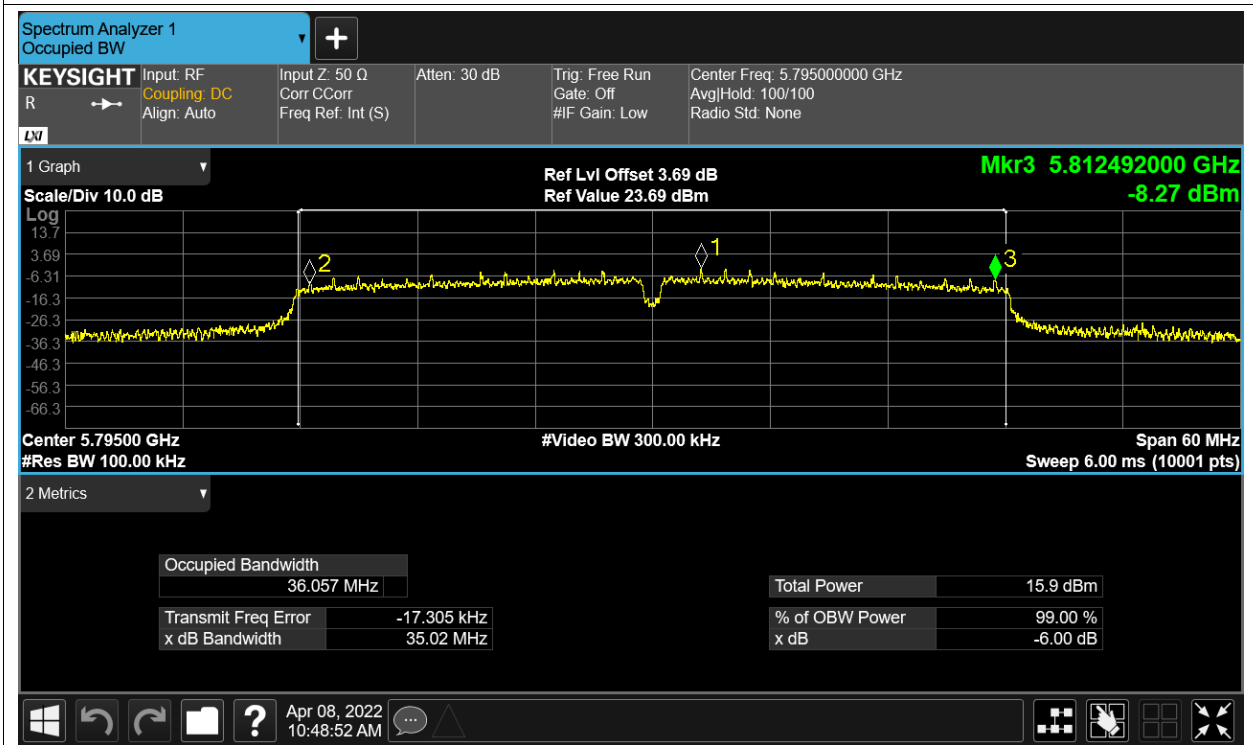 Spectrum Analyzer 1
Occupied BW
KEYSIGHT
R
LXI
Input: RF
Coupling: DC
Align: Auto
Input Z: 50 Ω
Corr CCorr
Freq Ref: Int (S)
Atten: 30 dB
Trig: Free Run
Gate: Off
#IF Gain: Low
Center Freq: 5.795000000 GHz
Avg|Hold: 100/100
Radio Std: None
1 Graph
Scale/Div 10.0 dB
Ref Lvl Offset 3.69 dB
Ref Value 23.69 dBm
Mkr3 5.812492000 GHz
-8.27 dBm
Log
13.7
3.69
-6.31
-16.3
-26.3
-36.3
-46.3
-56.3
-66.3
2
1
3
Center 5.79500 GHz
#Res BW 100.00 kHz
#Video BW 300.00 kHz
Span 60 MHz
Sweep 6.00 ms (10001 pts)
2 Metrics
Occupied Bandwidth
36.057 MHz
Transmit Freq Error -17.305 kHz
x dB Bandwidth 35.02 MHz
Total Power 15.9 dBm
% of OBW Power 99.00 %
x dB -6.00 dB
?
Apr 08, 2022
10:48:52 AM